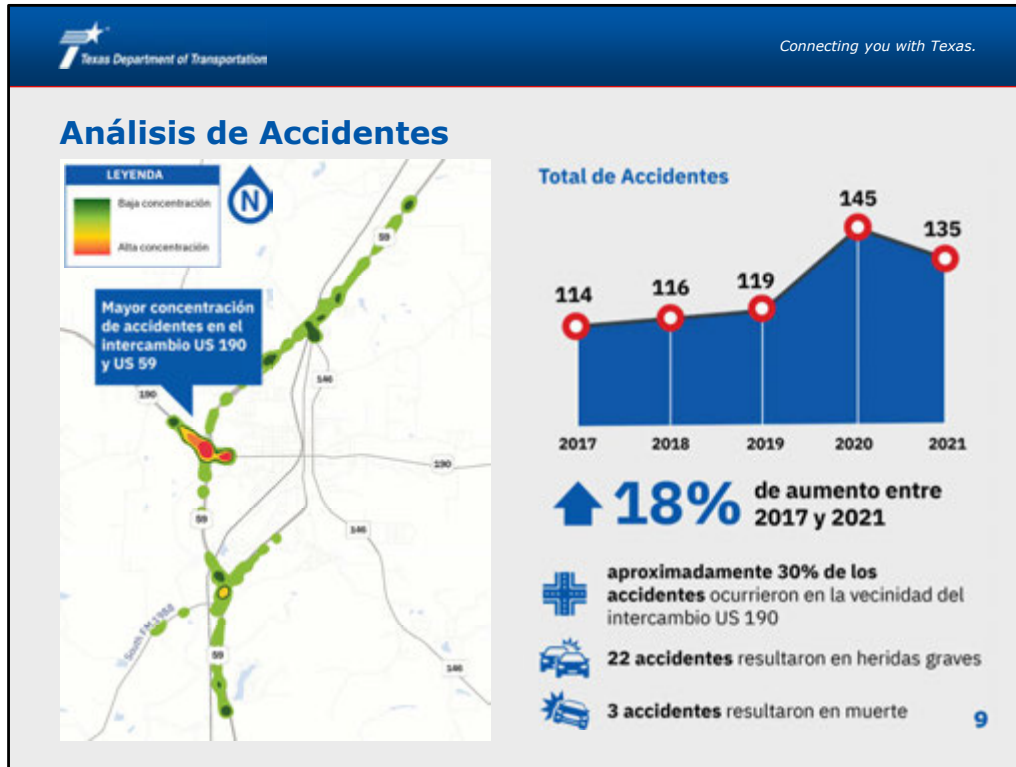 Texas Department of Transportation
Connecting you with Texas.
Análisis de Accidentes
LEYENDA
Baja concentración
Alta concentración
N
Mayor concentración
de accidentes en el
intercambio US 190
y US 59
59
146
190
190
59
146
South FM 1988
59
146
Total de Accidentes
114
116
119
145
135
2017
2018
2019
2020
2021
18%
de aumento entre
2017 y 2021
aproximadamente 30% de los
accidentes ocurrieron en la vecinidad del
intercambio US 190
22 accidentes resultaron en heridas graves
3 accidentes resultaron en muerte
9